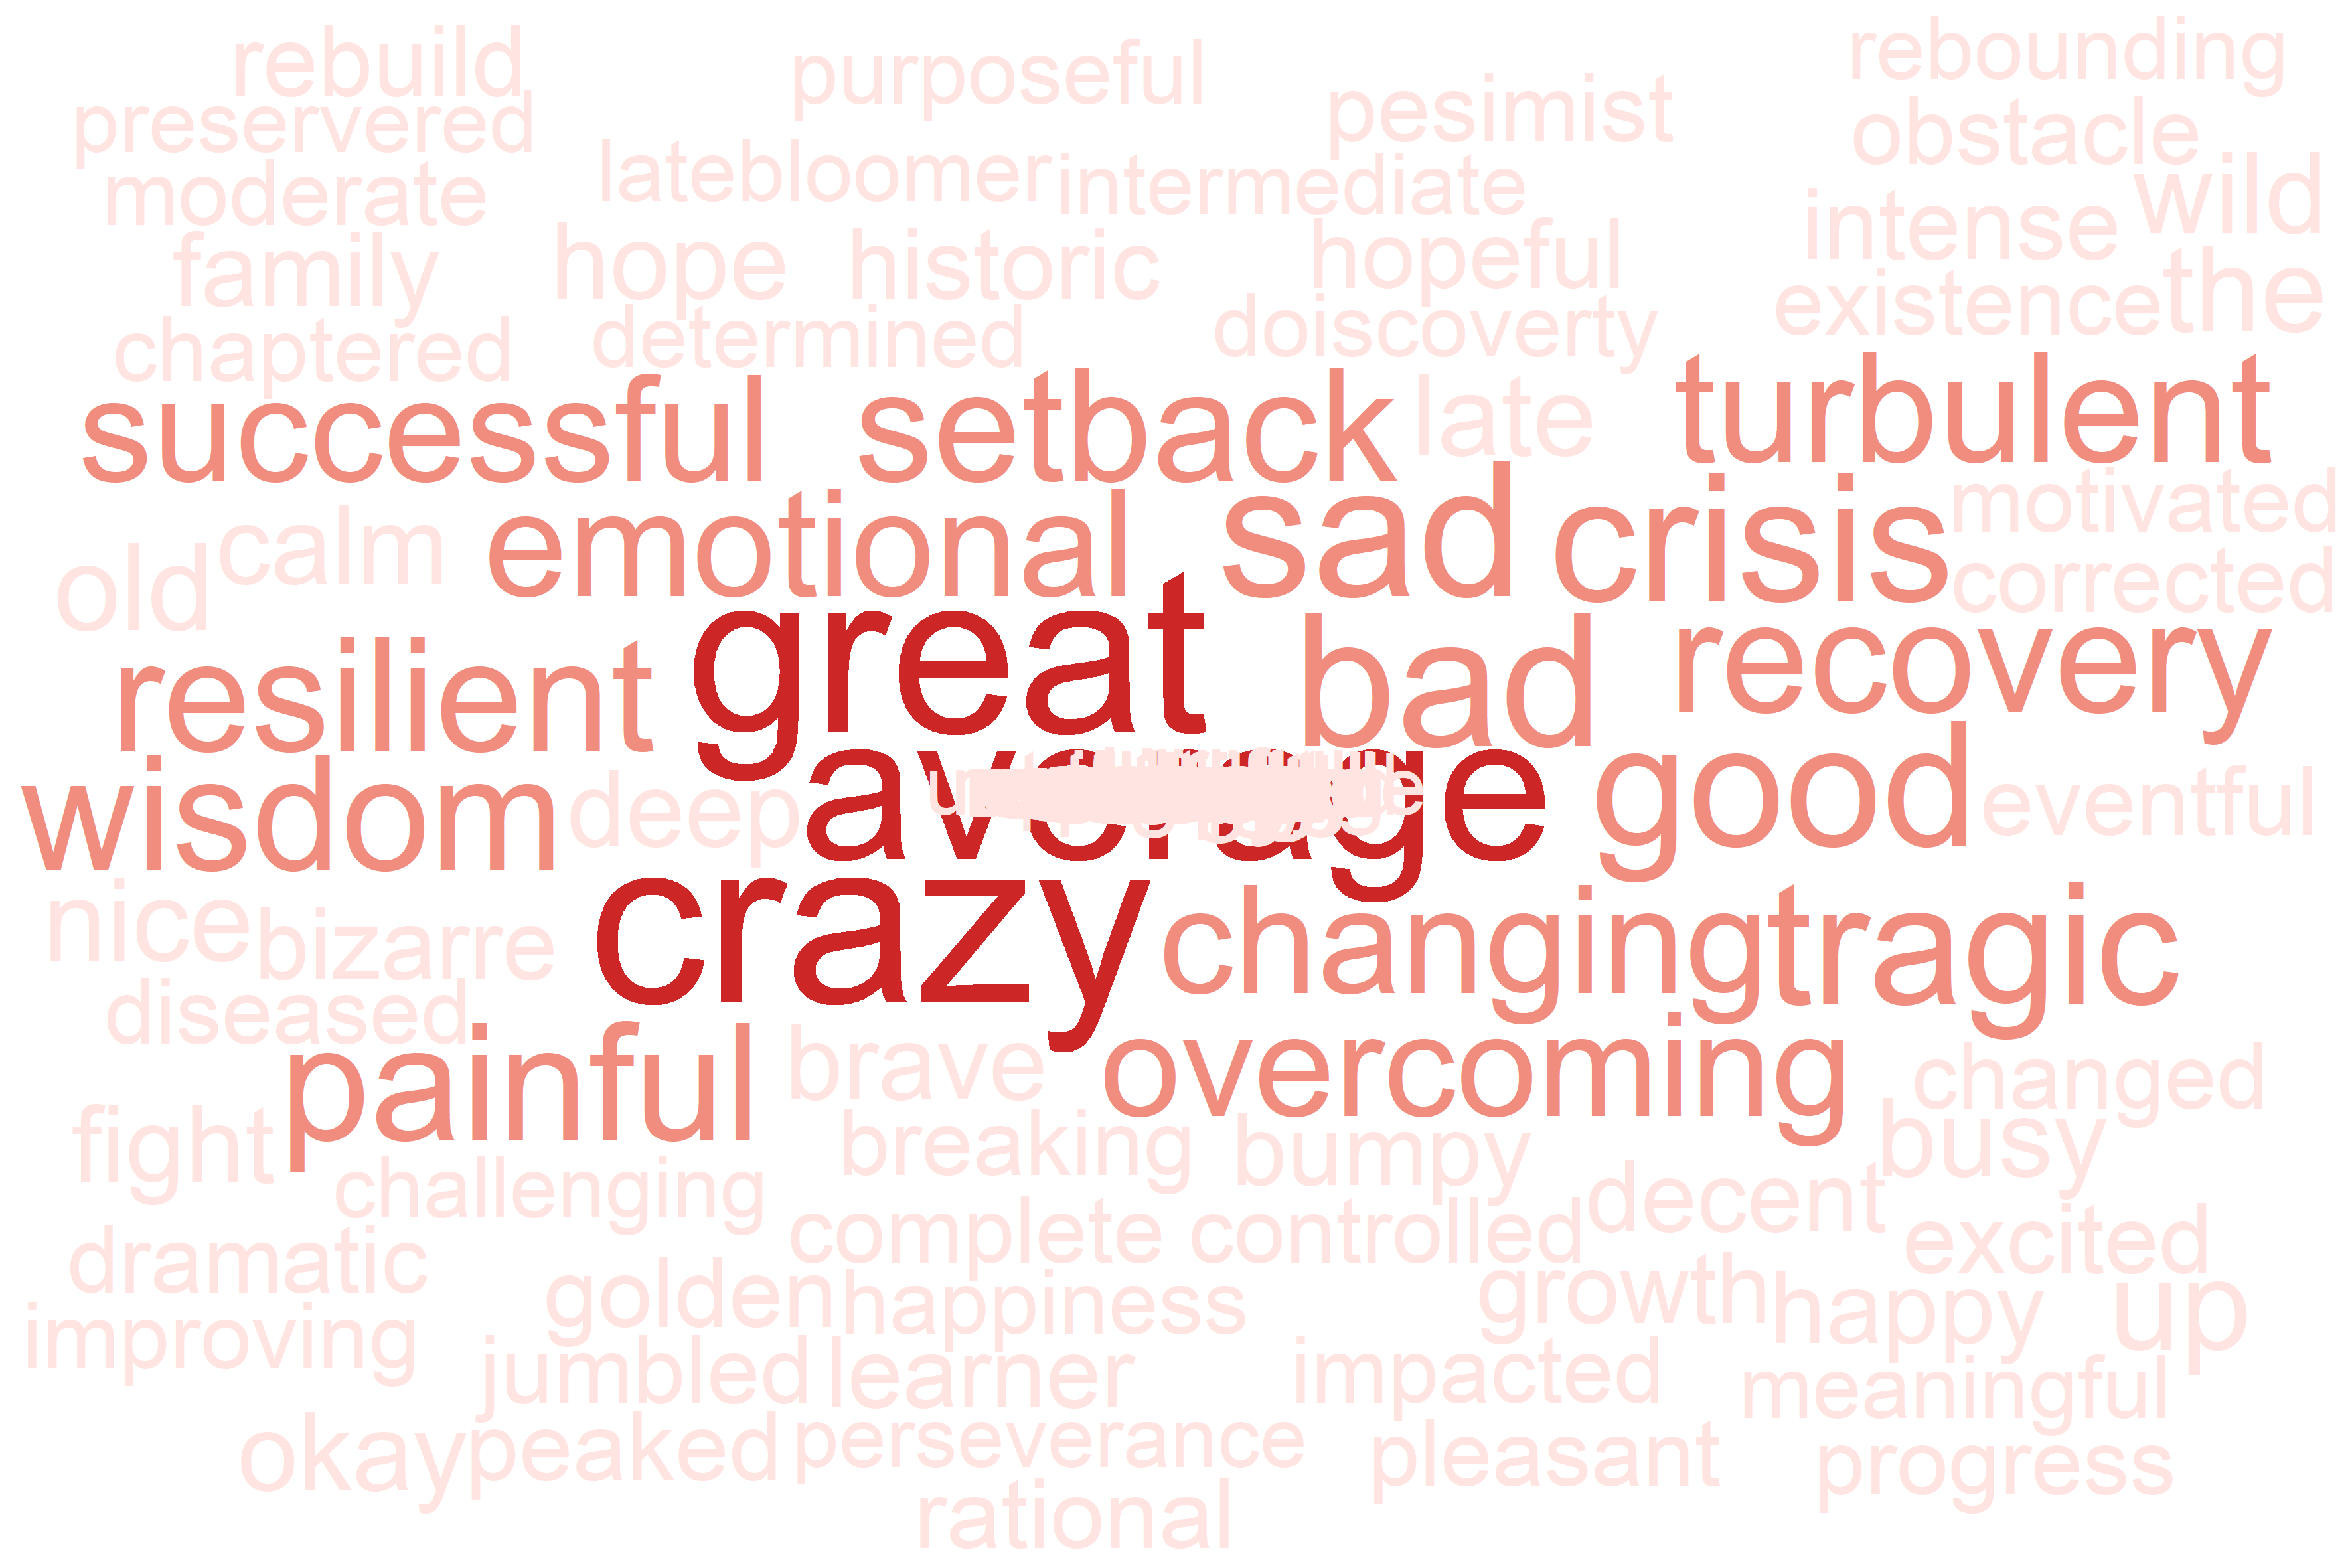 rebuild purposeful rebounding
preservered pesimist obstacle
moderate latebloomer intermediate wild
family hope historic hopeful intense the
chaptered determined doiscoverty existence
successful setback late turbulent
old calm emotional sad crisis motivated
corrected
resilient great bad recovery
wisdom deep average good eventful
nice bizarre crazy changing tragic
diseased
painful brave overcoming changed
fight breaking bumpy busy
challenging decent
dramatic complete controlled excited
improving golden happiness growth happy up
jumbled learner impacted meaningful
okay peaked perseverance pleasant progress
rational